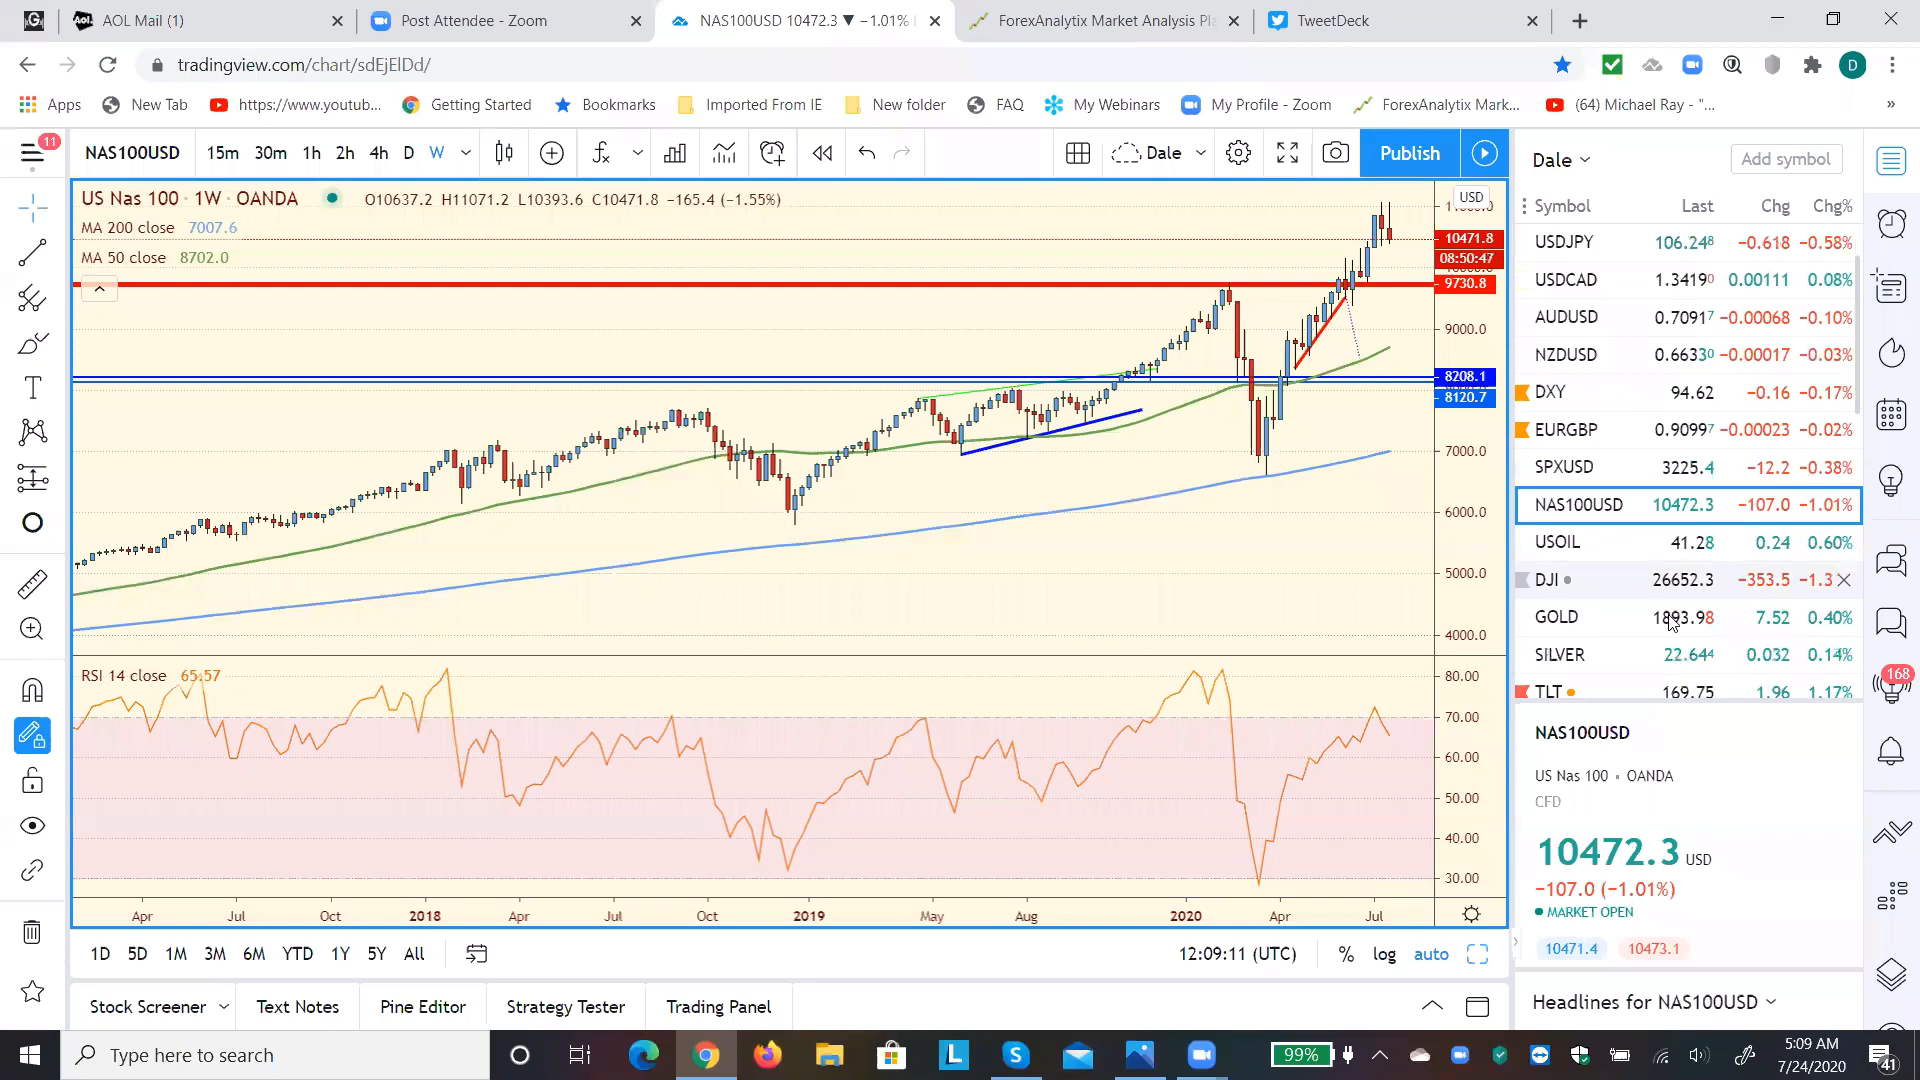 AOL Mail (1)
Post Attendee - Zoom
NAS100USD 10472.3 ▼ −1.01%
ForexAnalytix Market Analysis Pl
TweetDeck
tradingview.com/chart/sdEjElDd/
D
Apps
New Tab
https://www.youtub...
Getting Started
Bookmarks
Imported From IE
New folder
FAQ
My Webinars
My Profile - Zoom
ForexAnalytix Mark...
(64) Michael Ray - "...
»
11
NAS100USD
15m 30m 1h 2h 4h D W
Dale
Publish
Dale
Add symbol
US Nas 100 · 1W · OANDA
O10637.2 H11071.2 L10393.6 C10471.8 −165.4 (−1.55%)
MA 200 close 7007.6
MA 50 close 8702.0
USD
10471.8
08:50:47
9730.8
9000.0
8208.1
8120.7
7000.0
6000.0
5000.0
4000.0
RSI 14 close 65.57
80.00
70.00
60.00
50.00
40.00
30.00
Apr Jul Oct 2018 Apr Jul Oct 2019 May Aug 2020 Apr Jul
1D 5D 1M 3M 6M YTD 1Y 5Y All
12:09:11 (UTC) % log auto
Stock Screener
Text Notes
Pine Editor
Strategy Tester
Trading Panel
Symbol Last Chg Chg%
USDJPY 106.248 −0.618 −0.58%
USDCAD 1.34190 0.00111 0.08%
AUDUSD 0.70917 −0.00068 −0.10%
NZDUSD 0.66330 −0.00017 −0.03%
DXY 94.62 −0.16 −0.17%
EURGBP 0.90997 −0.00023 −0.02%
SPXUSD 3225.4 −12.2 −0.38%
NAS100USD 10472.3 −107.0 −1.01%
USOIL 41.28 0.24 0.60%
DJI 26652.3 −353.5 −1.3
GOLD 1893.98 7.52 0.40%
SILVER 22.644 0.032 0.14%
TLT 169.75 1.96 1.17%
168
NAS100USD
US Nas 100 • OANDA
CFD
10472.3 USD
−107.0 (−1.01%)
MARKET OPEN
10471.4 10473.1
Headlines for NAS100USD
Type here to search
99%
5:09 AM
7/24/2020
41